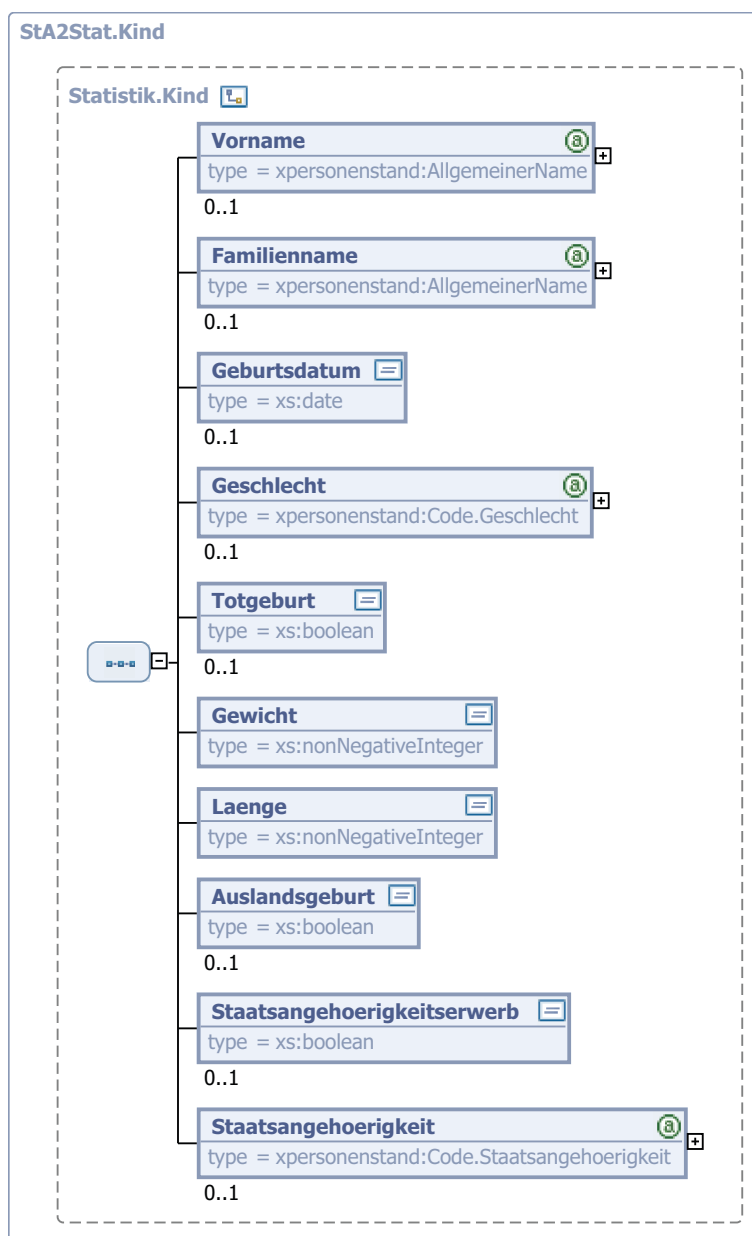 StA2Stat.Kind
Statistik.Kind
Vorname
type = xpersonenstand:AllgemeinerName
0..1
Familienname
type = xpersonenstand:AllgemeinerName
0..1
Geburtsdatum
type = xs:date
0..1
Geschlecht
type = xpersonenstand:Code.Geschlecht
0..1
Totgeburt
type = xs:boolean
0..1
Gewicht
type = xs:nonNegativeInteger
Laenge
type = xs:nonNegativeInteger
Auslandsgeburt
type = xs:boolean
0..1
Staatsangehoerigkeitserwerb
type = xs:boolean
0..1
Staatsangehoerigkeit
type = xpersonenstand:Code.Staatsangehoerigkeit
0..1